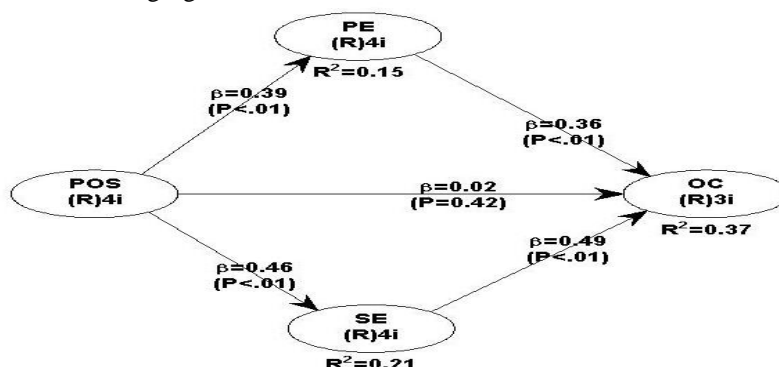 PE
(R)4i
R²=0.15
β=0.39
(P<.01)
β=0.36
(P<.01)
POS
(R)4i
β=0.02
(P=0.42)
OC
(R)3i
R²=0.37
β=0.46
(P<.01)
β=0.49
(P<.01)
SE
(R)4i
R²=0.21